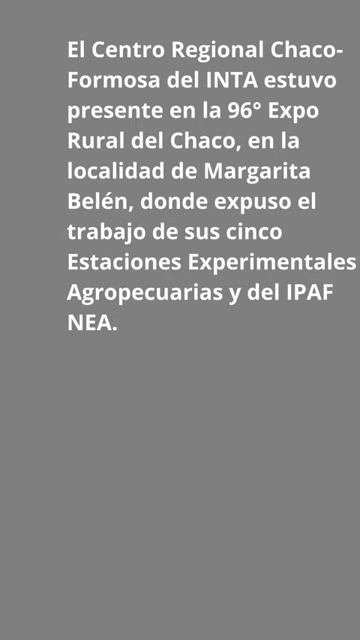 El Centro Regional Chaco-
Formosa del INTA estuvo
presente en la 96° Expo
Rural del Chaco, en la
localidad de Margarita
Belén, donde expuso el
trabajo de sus cinco
Estaciones Experimentales
Agropecuarias y del IPAF
NEA.